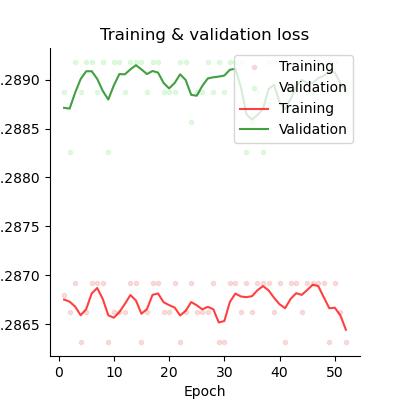 Training & validation loss
Training
Validation
Training
Validation
.2890
.2885
.2880
.2875
.2870
.2865
0 10 20 30 40 50
Epoch